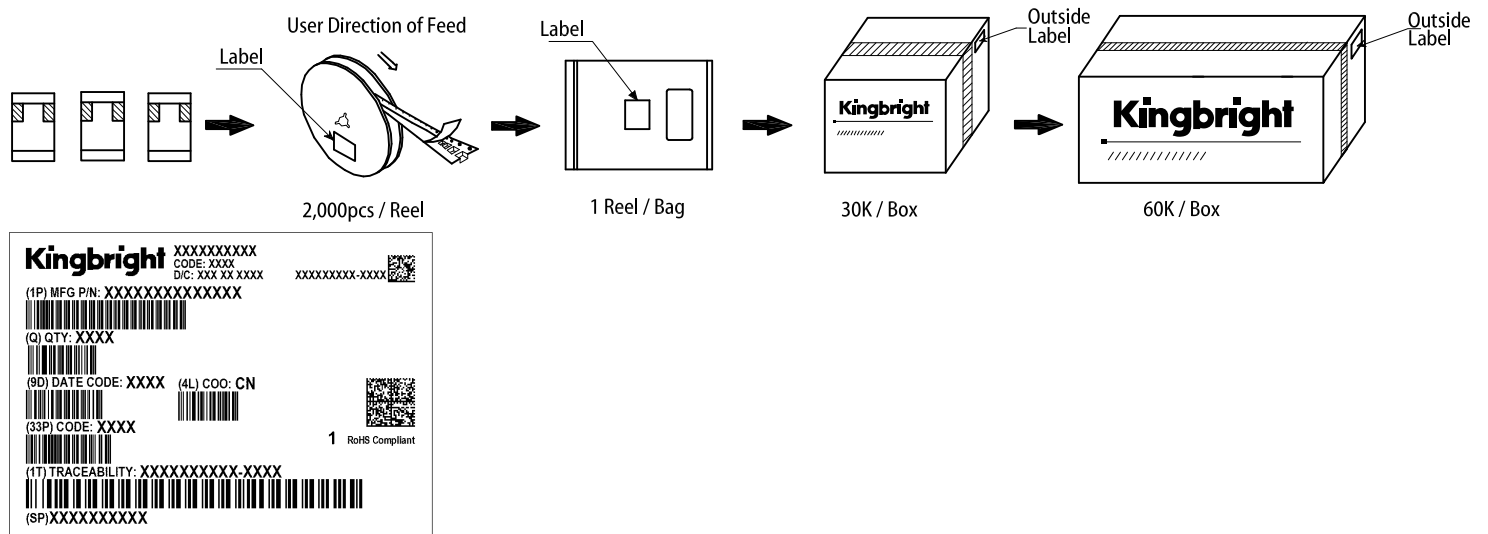 User Direction of Feed
Label
Label
Outside
Label
Outside
Label
Kingbright
Kingbright
2,000pcs / Reel
1 Reel / Bag
30K / Box
60K / Box
Kingbright
XXXXXXXXXX
CODE: XXXX
D/C: XXX XX XXXX
XXXXXXXXX-XXXX
(1P) MFG P/N: XXXXXXXXXXXXXX
(Q) QTY: XXXX
(9D) DATE CODE: XXXX
(4L) COO: CN
(33P) CODE: XXXX
1
RoHS Compliant
(1T) TRACEABILITY: XXXXXXXXXX-XXXX
(SP)XXXXXXXXXX